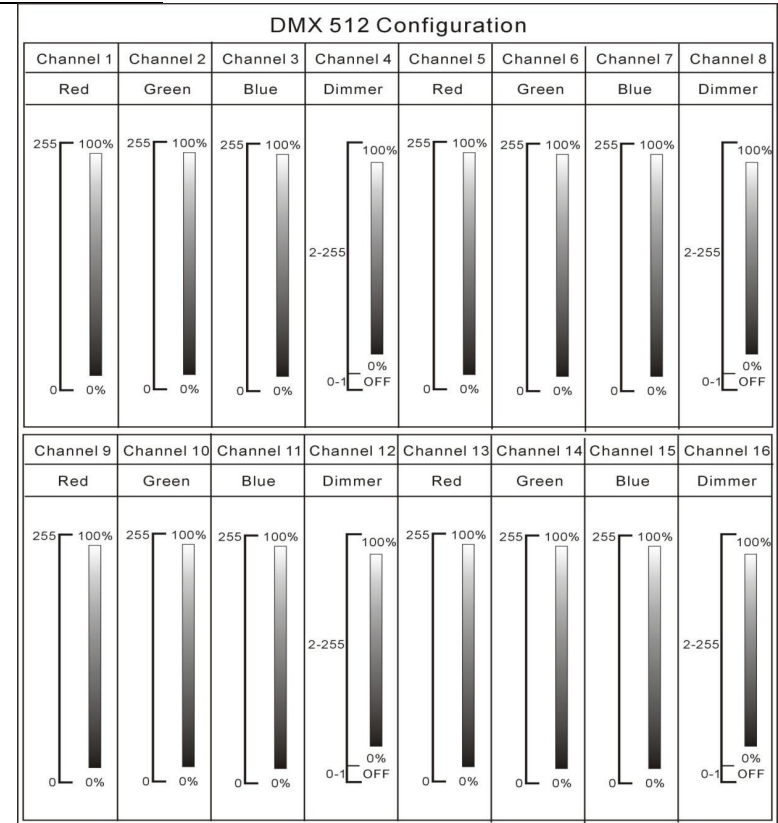 DMX 512 Configuration
Channel 1 Channel 2 Channel 3 Channel 4 Channel 5 Channel 6 Channel 7 Channel 8
Red Green Blue Dimmer Red Green Blue Dimmer
255 100% 255 100% 255 100% 100% 255 100% 255 100% 255 100% 100%
2-255 2-255
0% 0%
0 0% 0 0% 0 0% 0-1 OFF 0 0% 0 0% 0 0% 0-1 OFF
Channel 9 Channel 10 Channel 11 Channel 12 Channel 13 Channel 14 Channel 15 Channel 16
Red Green Blue Dimmer Red Green Blue Dimmer
255 100% 255 100% 255 100% 100% 255 100% 255 100% 255 100% 100%
2-255 2-255
0% 0%
0 0% 0 0% 0 0% 0-1 OFF 0 0% 0 0% 0 0% 0-1 OFF